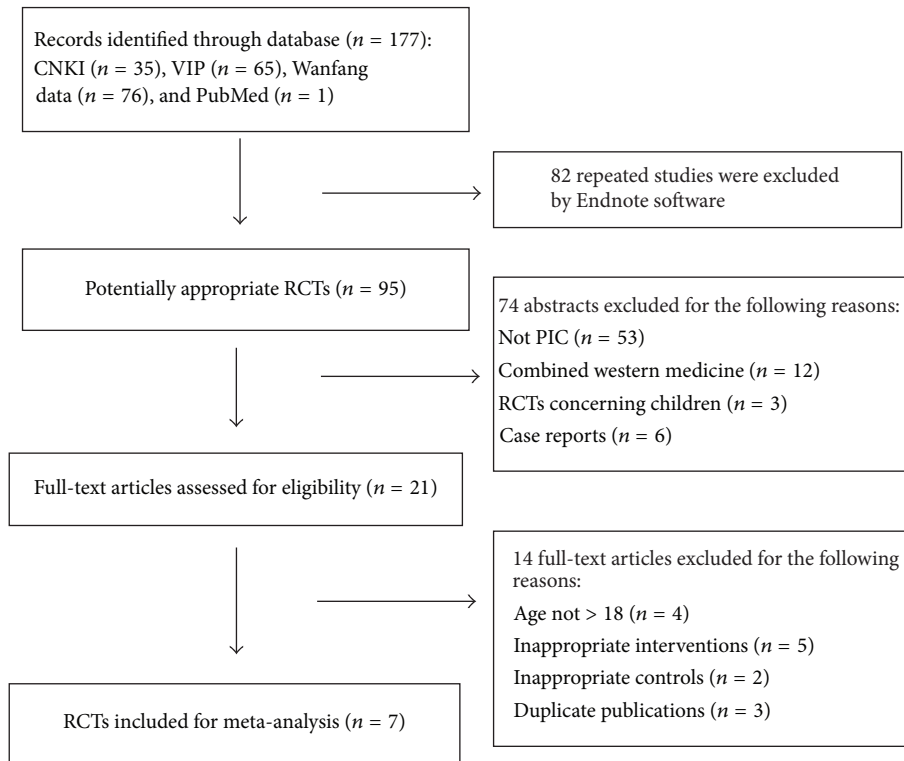 Records identified through database (n = 177):
CNKI (n = 35), VIP (n = 65), Wanfang
data (n = 76), and PubMed (n = 1)
82 repeated studies were excluded
by Endnote software
Potentially appropriate RCTs (n = 95)
74 abstracts excluded for the following reasons:
Not PIC (n = 53)
Combined western medicine (n = 12)
RCTs concerning children (n = 3)
Case reports (n = 6)
Full-text articles assessed for eligibility (n = 21)
14 full-text articles excluded for the following
reasons:
Age not > 18 (n = 4)
Inappropriate interventions (n = 5)
Inappropriate controls (n = 2)
Duplicate publications (n = 3)
RCTs included for meta-analysis (n = 7)